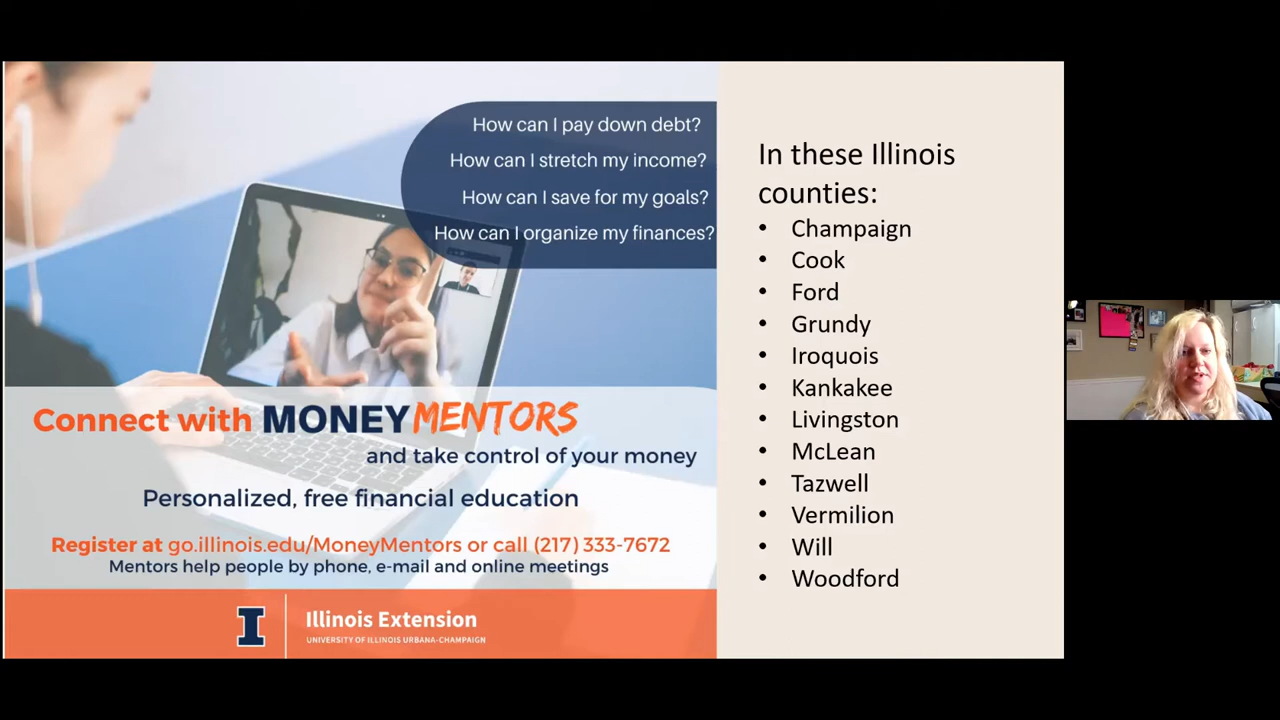 How can I pay down debt?
How can I stretch my income?
How can I save for my goals?
How can I organize my finances?
Connect with MONEY MENTORS
and take control of your money
Personalized, free financial education
Register at go.illinois.edu/MoneyMentors or call (217) 333-7672
Mentors help people by phone, e-mail and online meetings
I
Illinois Extension
UNIVERSITY OF ILLINOIS URBANA-CHAMPAIGN
In these Illinois
counties:
• Champaign
• Cook
• Ford
• Grundy
• Iroquois
• Kankakee
• Livingston
• McLean
• Tazwell
• Vermilion
• Will
• Woodford